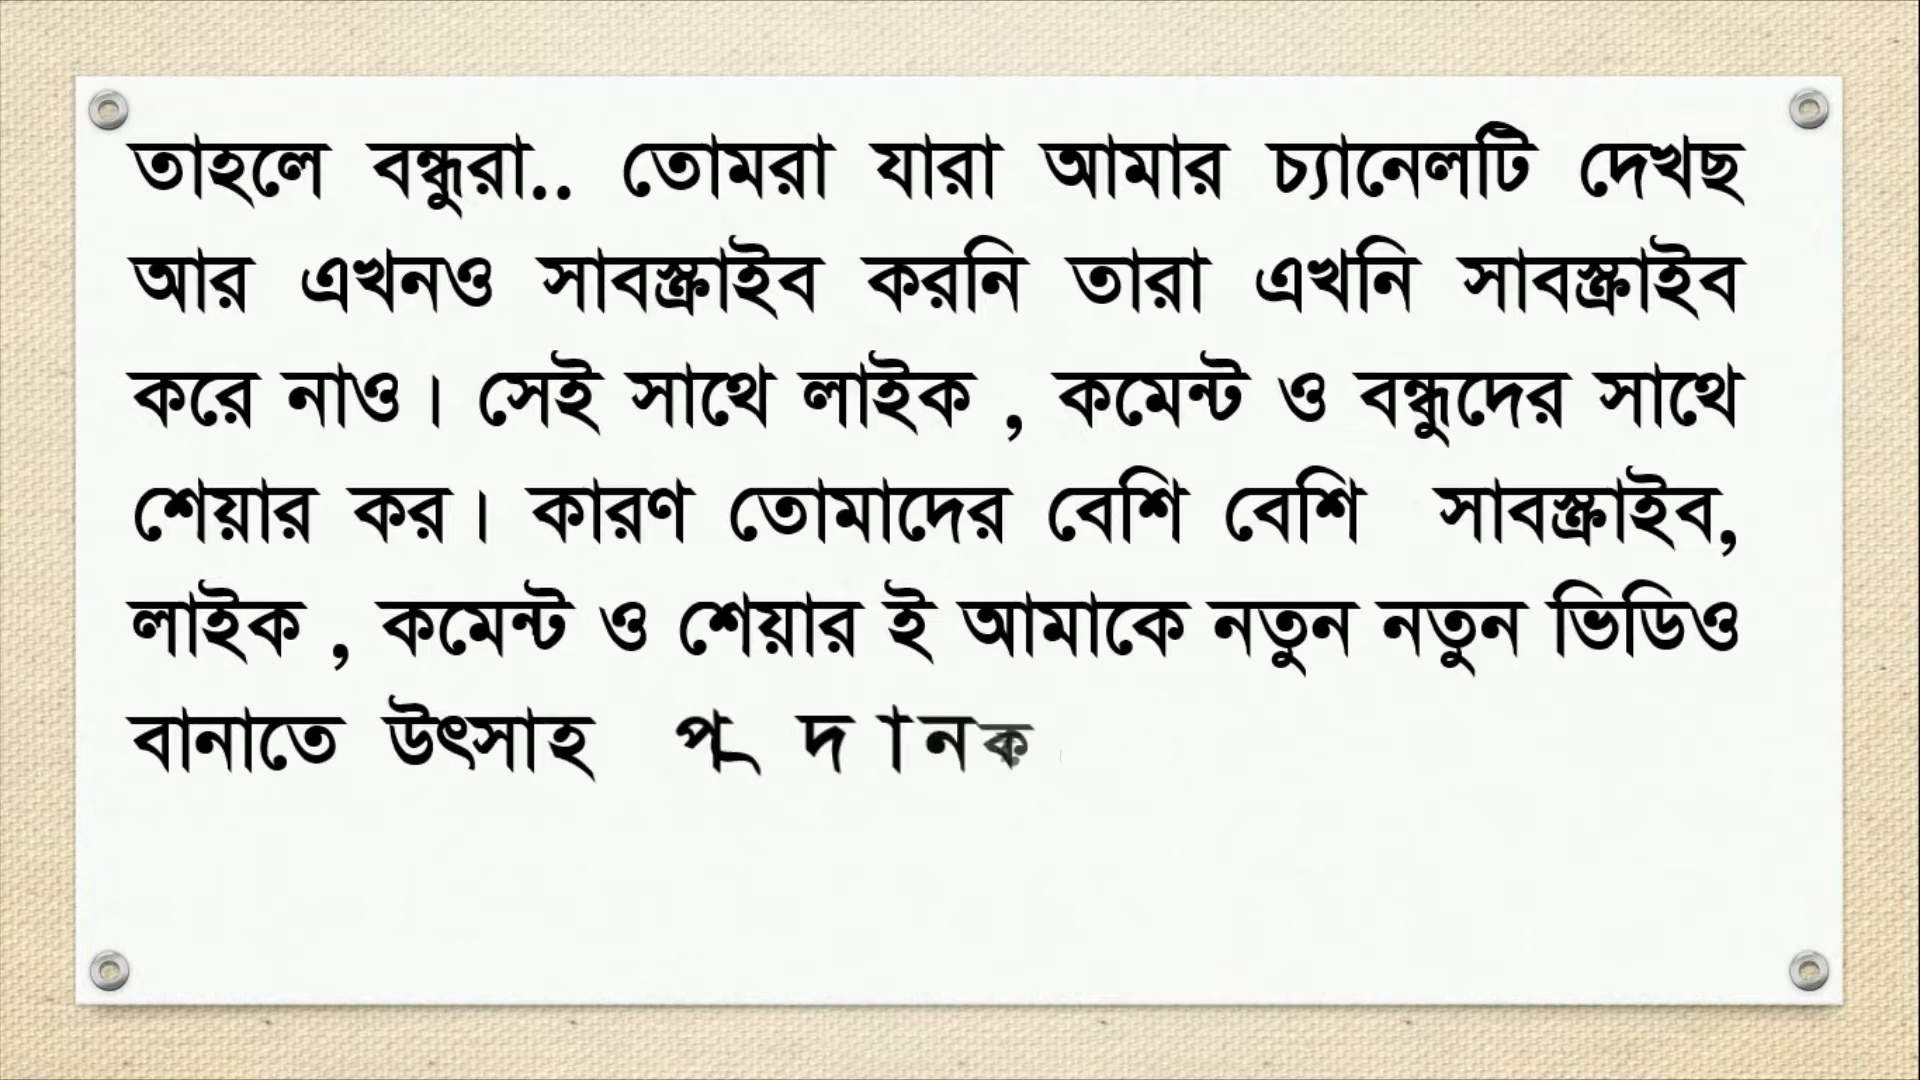 তাহলে বন্ধুরা.. তোমরা যারা আমার চ্যানেলটি দেখছ
আর এখনও সাবস্ক্রাইব করনি তারা এখনি সাবস্ক্রাইব
করে নাও। সেই সাথে লাইক , কমেন্ট ও বন্ধুদের সাথে
শেয়ার কর। কারণ তোমাদের বেশি বেশি সাবস্ক্রাইব,
লাইক , কমেন্ট ও শেয়ার ই আমাকে নতুন নতুন ভিডিও
বানাতে উৎসাহ